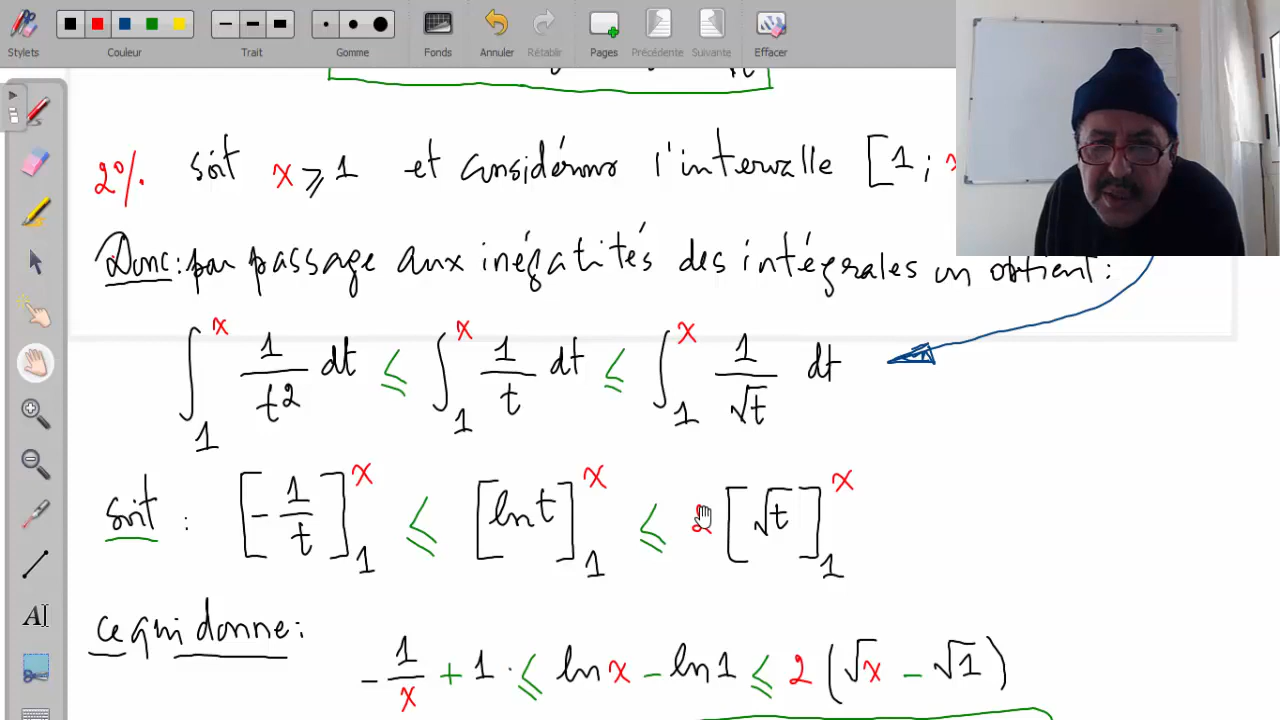 Stylets Couleur Trait Gomme Fonds Annuler Rétablir Pages Précédente Suivante Effacer
2°/. soit x ⩾ 1 et considérons l'intervalle [1 ;
Donc : par passage aux inégalités des intégrales on obtient :
∫₁ˣ 1/t² dt ≤ ∫₁ˣ 1/t dt ≤ ∫₁ˣ 1/√t dt
soit : [-1/t]₁ˣ ≤ [ln t]₁ˣ ≤ 2 [√t]₁ˣ
ce qui donne :
-1/x + 1 ≤ ln x - ln 1 ≤ 2 (√x - √1)
AI